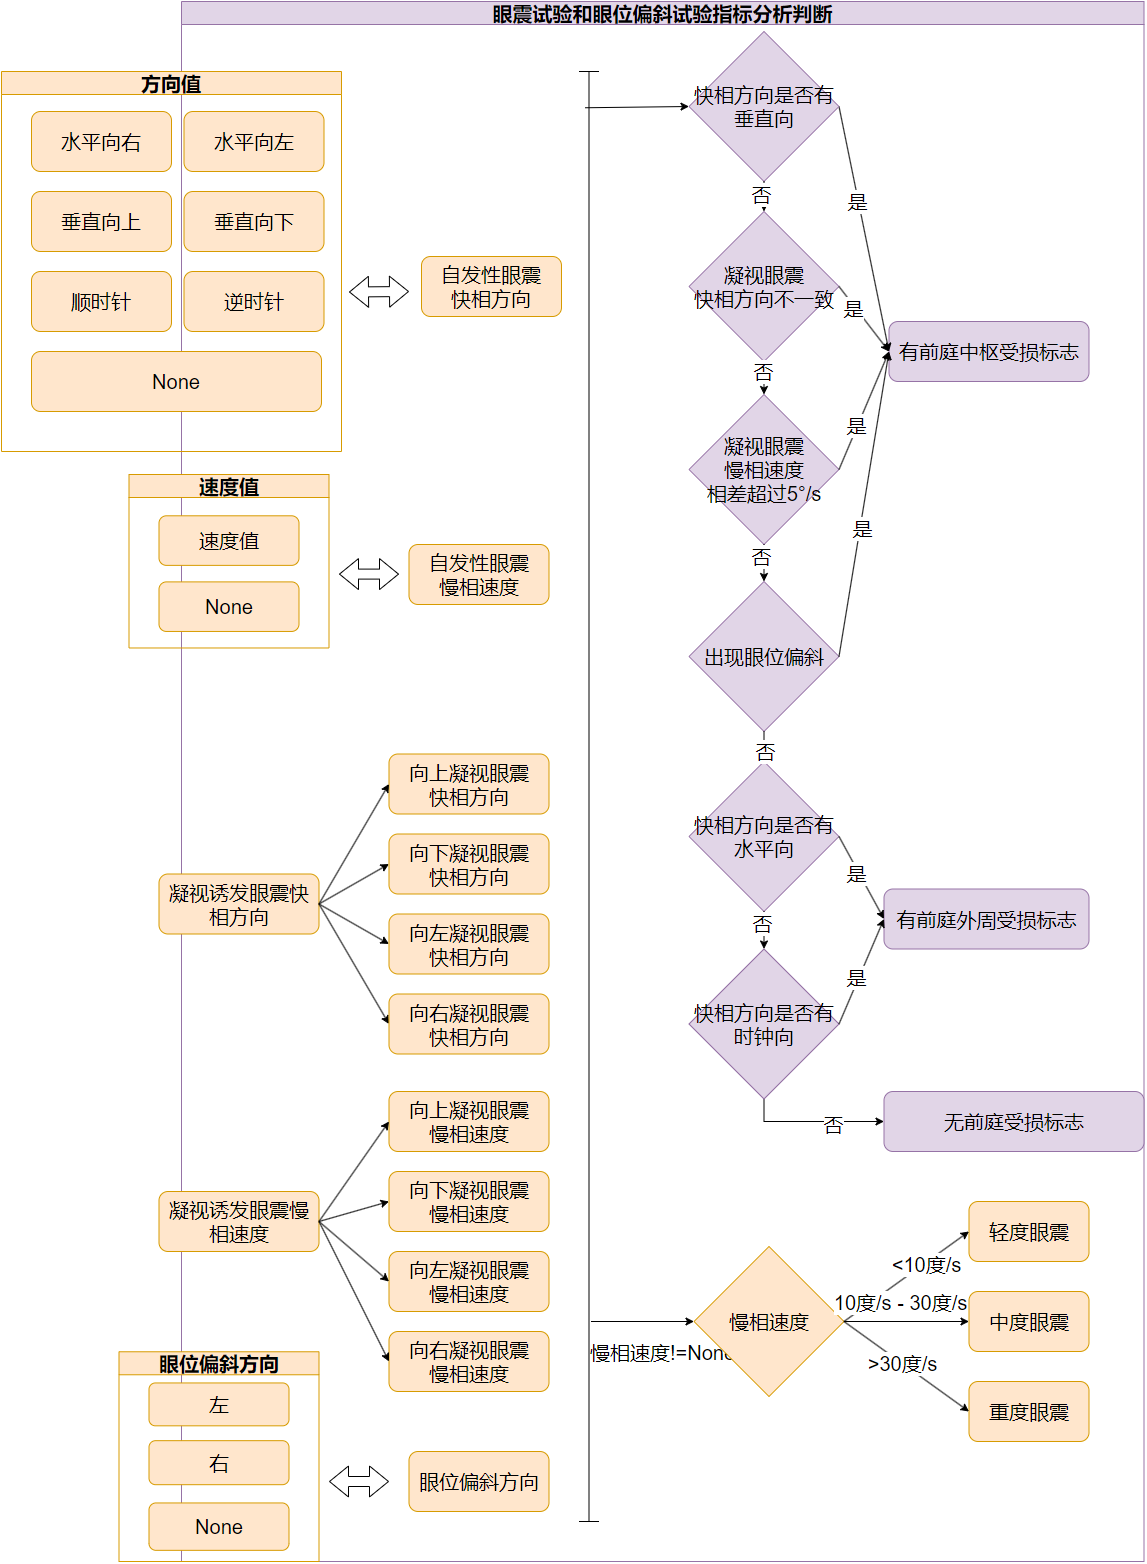 眼震试验和眼位偏斜试验指标分析判断
方向值
水平向右
水平向左
垂直向上
垂直向下
顺时针
逆时针
None
自发性眼震
快相方向
速度值
速度值
None
自发性眼震
慢相速度
凝视诱发眼震快
相方向
向上凝视眼震
快相方向
向下凝视眼震
快相方向
向左凝视眼震
快相方向
向右凝视眼震
快相方向
凝视诱发眼震慢
相速度
向上凝视眼震
慢相速度
向下凝视眼震
慢相速度
向左凝视眼震
慢相速度
向右凝视眼震
慢相速度
眼位偏斜方向
左
右
None
眼位偏斜方向
快相方向是否有
垂直向
是
否
凝视眼震
快相方向不一致
是
否
有前庭中枢受损标志
凝视眼震
慢相速度
相差超过5°/s
是
否
出现眼位偏斜
是
否
快相方向是否有
水平向
是
否
有前庭外周受损标志
快相方向是否有
时钟向
是
否
无前庭受损标志
慢相速度!=None
慢相速度
<10度/s
轻度眼震
10度/s - 30度/s
中度眼震
>30度/s
重度眼震